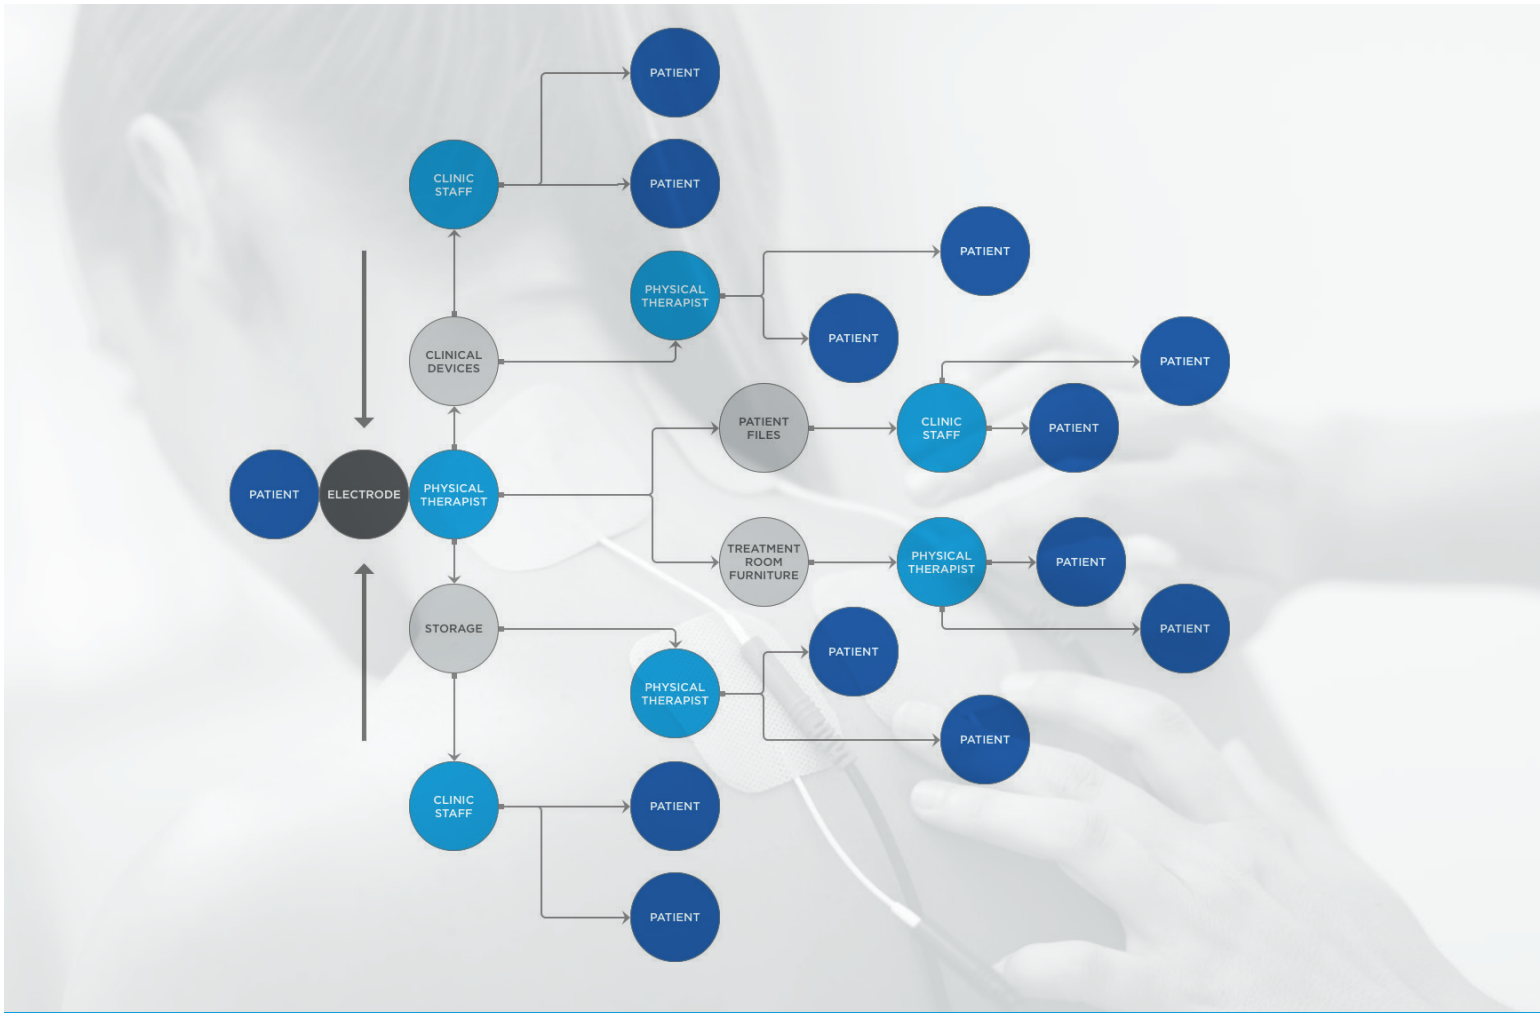 PATIENT
CLINIC
STAFF
PATIENT
PATIENT
PHYSICAL
THERAPIST
PATIENT
CLINICAL
DEVICES
PATIENT
PATIENT
FILES
CLINIC
STAFF
PATIENT
PATIENT
ELECTRODE
PHYSICAL
THERAPIST
TREATMENT
ROOM
FURNITURE
PHYSICAL
THERAPIST
PATIENT
STORAGE
PATIENT
PATIENT
PHYSICAL
THERAPIST
PATIENT
CLINIC
STAFF
PATIENT
PATIENT